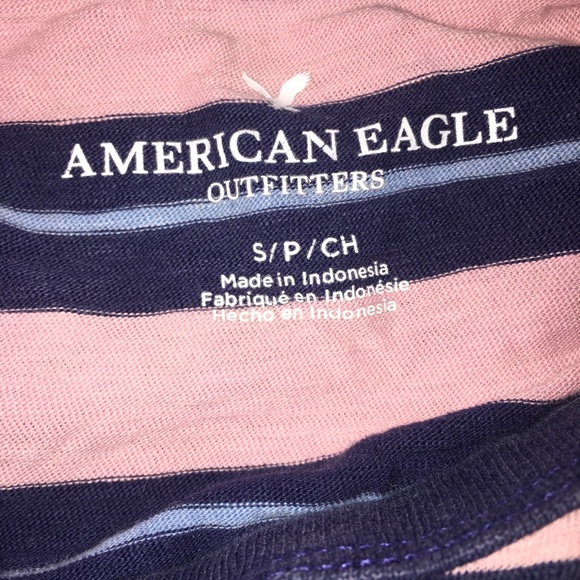 AMERICAN EAGLE
OUTFITTERS
S/P/CH
Made in Indonesia
Fabriqué en Indonésie
Hecho en Indonesia